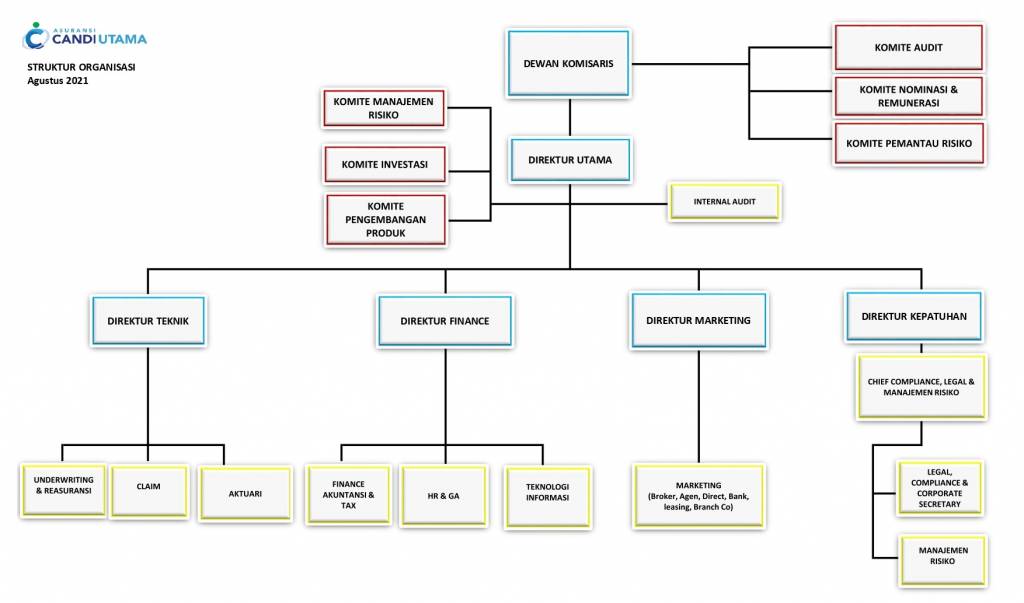 ASURANSI
CANDI UTAMA
STRUKTUR ORGANISASI
Agustus 2021
DEWAN KOMISARIS
KOMITE AUDIT
KOMITE NOMINASI &
REMUNERASI
KOMITE PEMANTAU RISIKO
KOMITE MANAJEMEN
RISIKO
KOMITE INVESTASI
KOMITE
PENGEMBANGAN
PRODUK
DIREKTUR UTAMA
INTERNAL AUDIT
DIREKTUR TEKNIK
DIREKTUR FINANCE
DIREKTUR MARKETING
DIREKTUR KEPATUHAN
CHIEF COMPLIANCE, LEGAL &
MANAJEMEN RISIKO
UNDERWRITING
& REASURANSI
CLAIM
AKTUARI
FINANCE
AKUNTANSI &
TAX
HR & GA
TEKNOLOGI
INFORMASI
MARKETING
(Broker, Agen, Direct, Bank,
leasing, Branch Co)
LEGAL,
COMPLIANCE &
CORPORATE
SECRETARY
MANAJEMEN
RISIKO